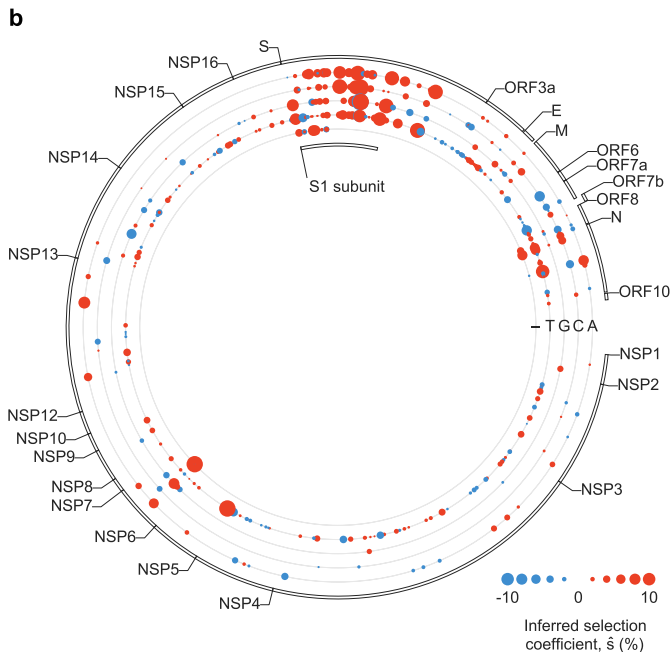 b
S
NSP16
NSP15
NSP14
NSP13
NSP12
NSP10
NSP9
NSP8
NSP7
NSP6
NSP5
NSP4
ORF3a
E
M
ORF6
ORF7a
ORF7b
ORF8
N
ORF10
S1 subunit
– T G C A
NSP1
NSP2
NSP3
-10 0 10
Inferred selection
coefficient, ŝ (%)